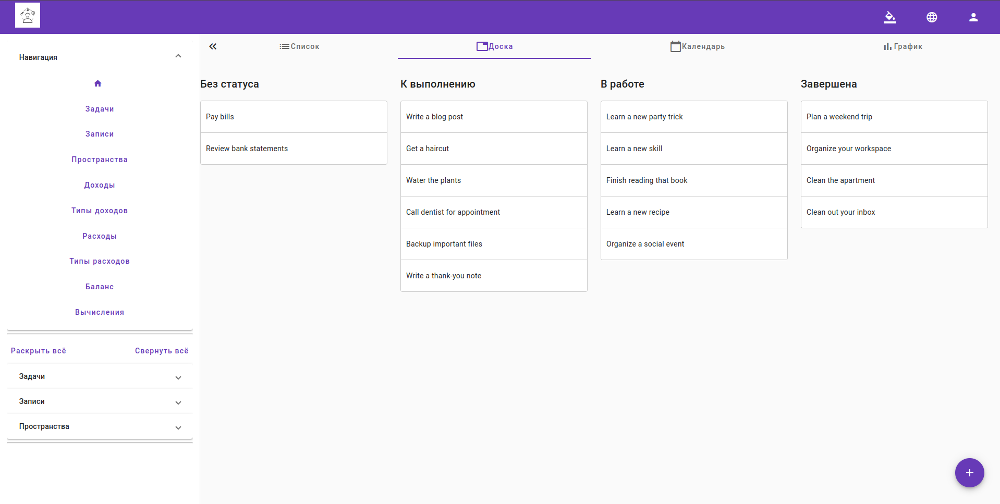 Навигация
Задачи
Записи
Пространства
Доходы
Типы доходов
Расходы
Типы расходов
Баланс
Вычисления
Раскрыть всё
Свернуть всё
Задачи
Записи
Пространства
Список
Доска
Календарь
График
Без статуса
Pay bills
Review bank statements
К выполнению
Write a blog post
Get a haircut
Water the plants
Call dentist for appointment
Backup important files
Write a thank-you note
В работе
Learn a new party trick
Learn a new skill
Finish reading that book
Learn a new recipe
Organize a social event
Завершена
Plan a weekend trip
Organize your workspace
Clean the apartment
Clean out your inbox